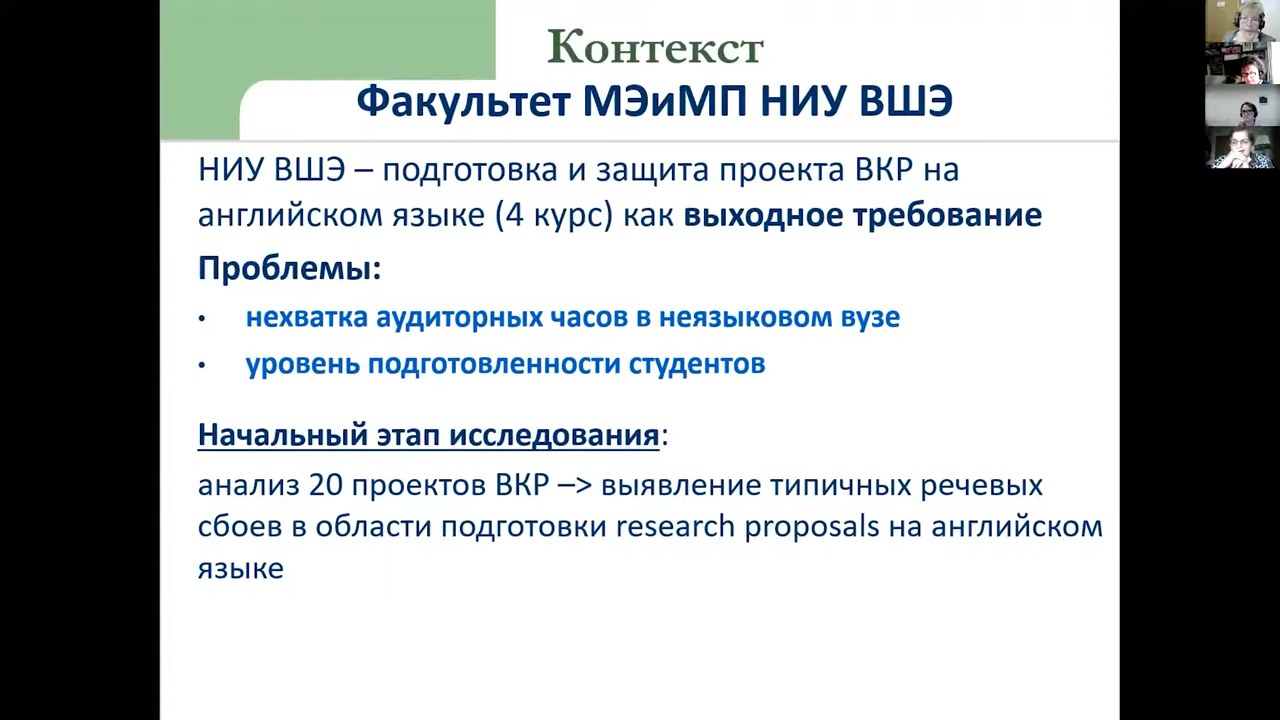 Контекст
Факультет МЭиМП НИУ ВШЭ
НИУ ВШЭ – подготовка и защита проекта ВКР на
английском языке (4 курс) как выходное требование
Проблемы:
• нехватка аудиторных часов в неязыковом вузе
• уровень подготовленности студентов
Начальный этап исследования:
анализ 20 проектов ВКР –> выявление типичных речевых
сбоев в области подготовки research proposals на английском
языке